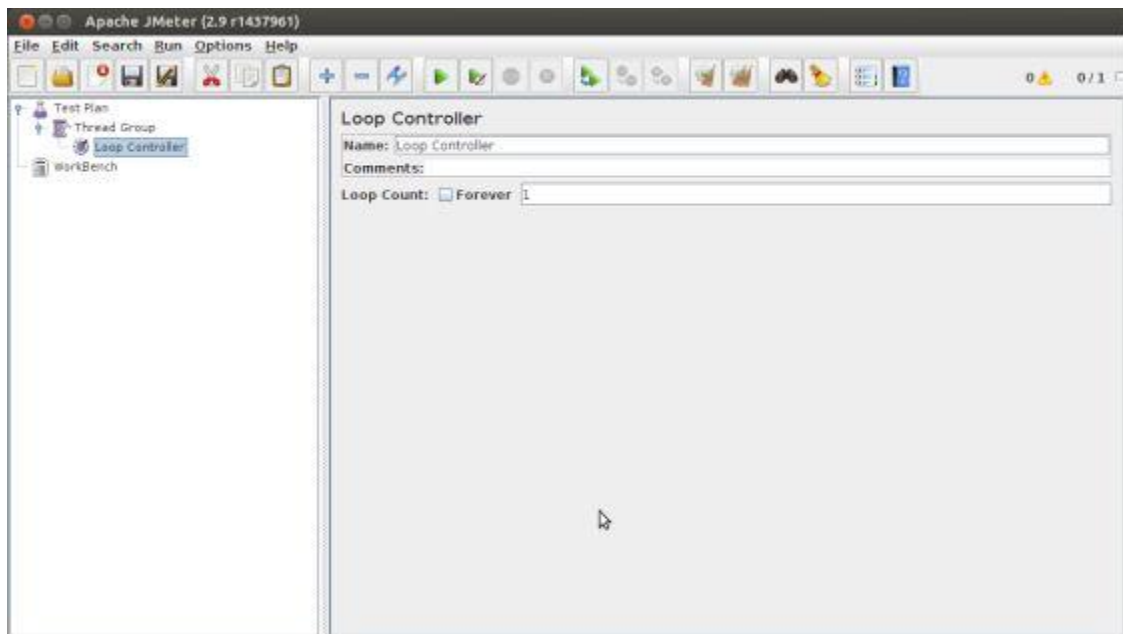 Apache JMeter (2.9 r1437961)
File Edit Search Run Options Help
0 0/1
Test Plan
Thread Group
Loop Controller
WorkBench
Loop Controller
Name: Loop Controller
Comments:
Loop Count: Forever 1